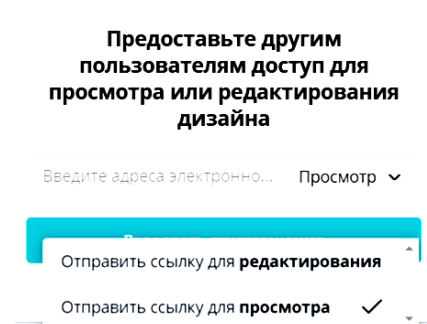 Предоставьте другим
пользователям доступ для
просмотра или редактирования
дизайна
Введите адреса электронно... Просмотр
Отправить ссылку для редактирования
Отправить ссылку для просмотра